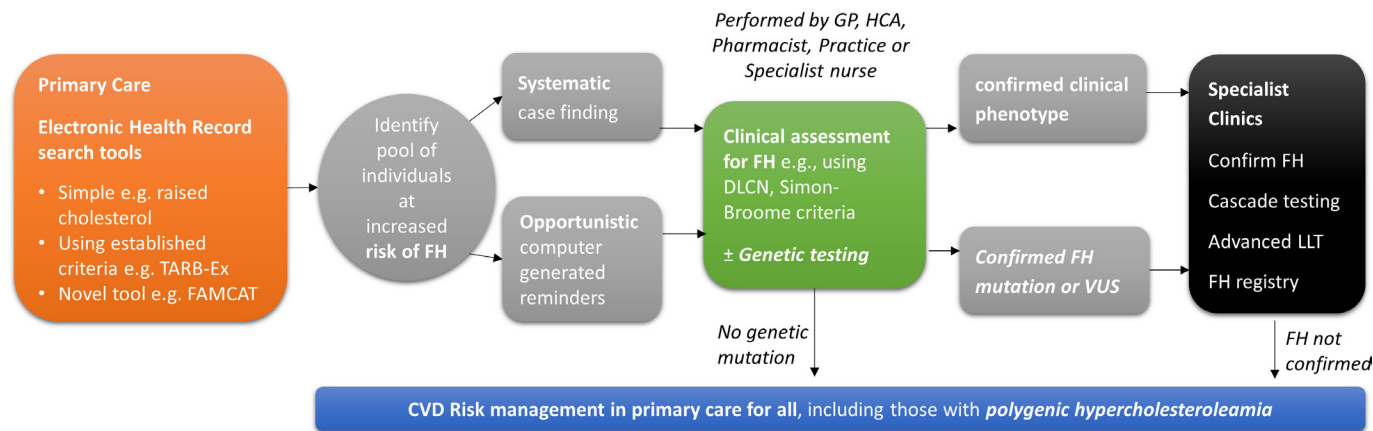 Primary Care
Electronic Health Record
search tools
• Simple e.g. raised
cholesterol
• Using established
criteria e.g. TARB-Ex
• Novel tool e.g. FAMCAT
Identify
pool of
individuals
at
increased
risk of FH
Systematic
case finding
Opportunistic
computer
generated
reminders
Performed by GP, HCA,
Pharmacist, Practice or
Specialist nurse
Clinical assessment
for FH e.g., using
DLCN, Simon-
Broome criteria
± Genetic testing
No genetic
mutation
confirmed clinical
phenotype
Confirmed FH
mutation or VUS
Specialist
Clinics
Confirm FH
Cascade testing
Advanced LLT
FH registry
FH not
confirmed
CVD Risk management in primary care for all, including those with polygenic hypercholesteroleamia